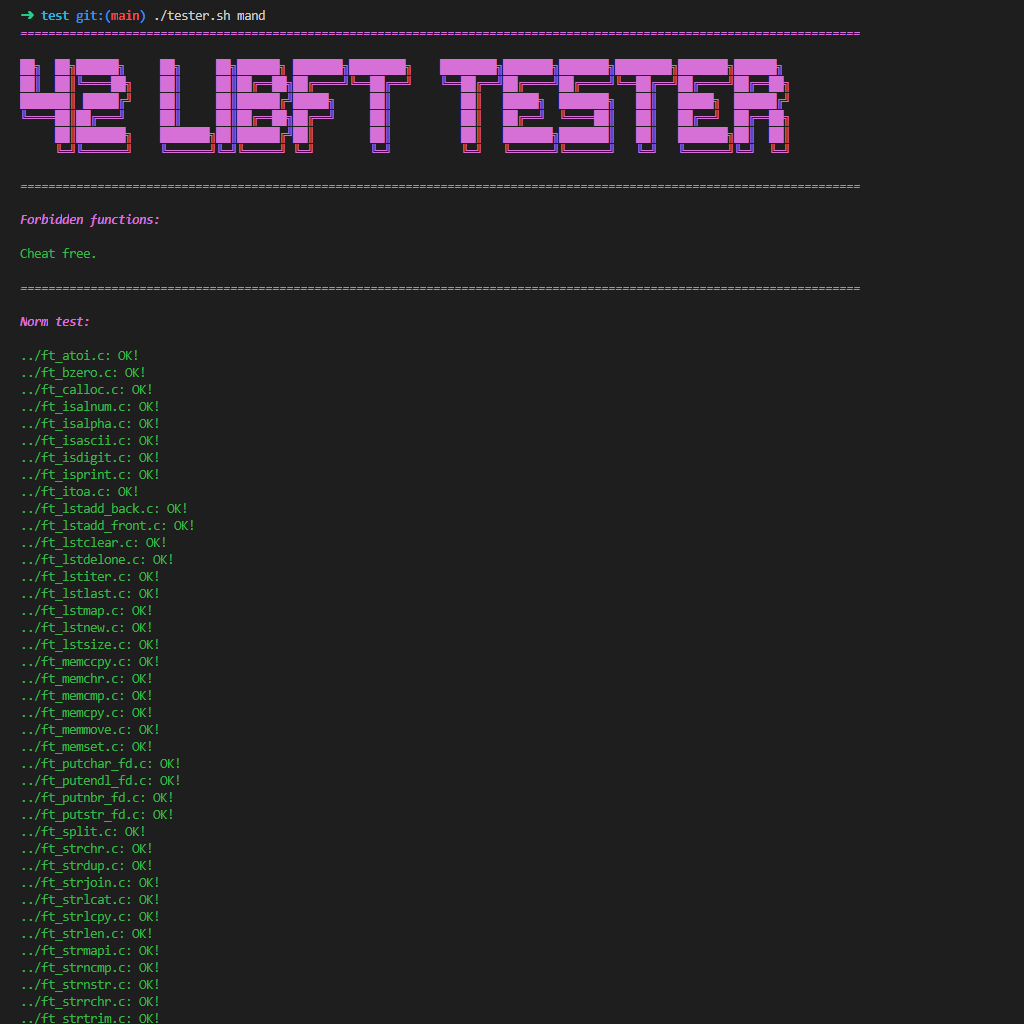 ➜ test git:(main) ./tester.sh mand
========================================================================================================================
42 LIBFT TESTER
========================================================================================================================
Forbidden functions:
Cheat free.
========================================================================================================================
Norm test:
../ft_atoi.c: OK!
../ft_bzero.c: OK!
../ft_calloc.c: OK!
../ft_isalnum.c: OK!
../ft_isalpha.c: OK!
../ft_isascii.c: OK!
../ft_isdigit.c: OK!
../ft_isprint.c: OK!
../ft_itoa.c: OK!
../ft_lstadd_back.c: OK!
../ft_lstadd_front.c: OK!
../ft_lstclear.c: OK!
../ft_lstdelone.c: OK!
../ft_lstiter.c: OK!
../ft_lstlast.c: OK!
../ft_lstmap.c: OK!
../ft_lstnew.c: OK!
../ft_lstsize.c: OK!
../ft_memccpy.c: OK!
../ft_memchr.c: OK!
../ft_memcmp.c: OK!
../ft_memcpy.c: OK!
../ft_memmove.c: OK!
../ft_memset.c: OK!
../ft_putchar_fd.c: OK!
../ft_putendl_fd.c: OK!
../ft_putnbr_fd.c: OK!
../ft_putstr_fd.c: OK!
../ft_split.c: OK!
../ft_strchr.c: OK!
../ft_strdup.c: OK!
../ft_strjoin.c: OK!
../ft_strlcat.c: OK!
../ft_strlcpy.c: OK!
../ft_strlen.c: OK!
../ft_strmapi.c: OK!
../ft_strncmp.c: OK!
../ft_strnstr.c: OK!
../ft_strrchr.c: OK!
../ft_strtrim.c: OK!